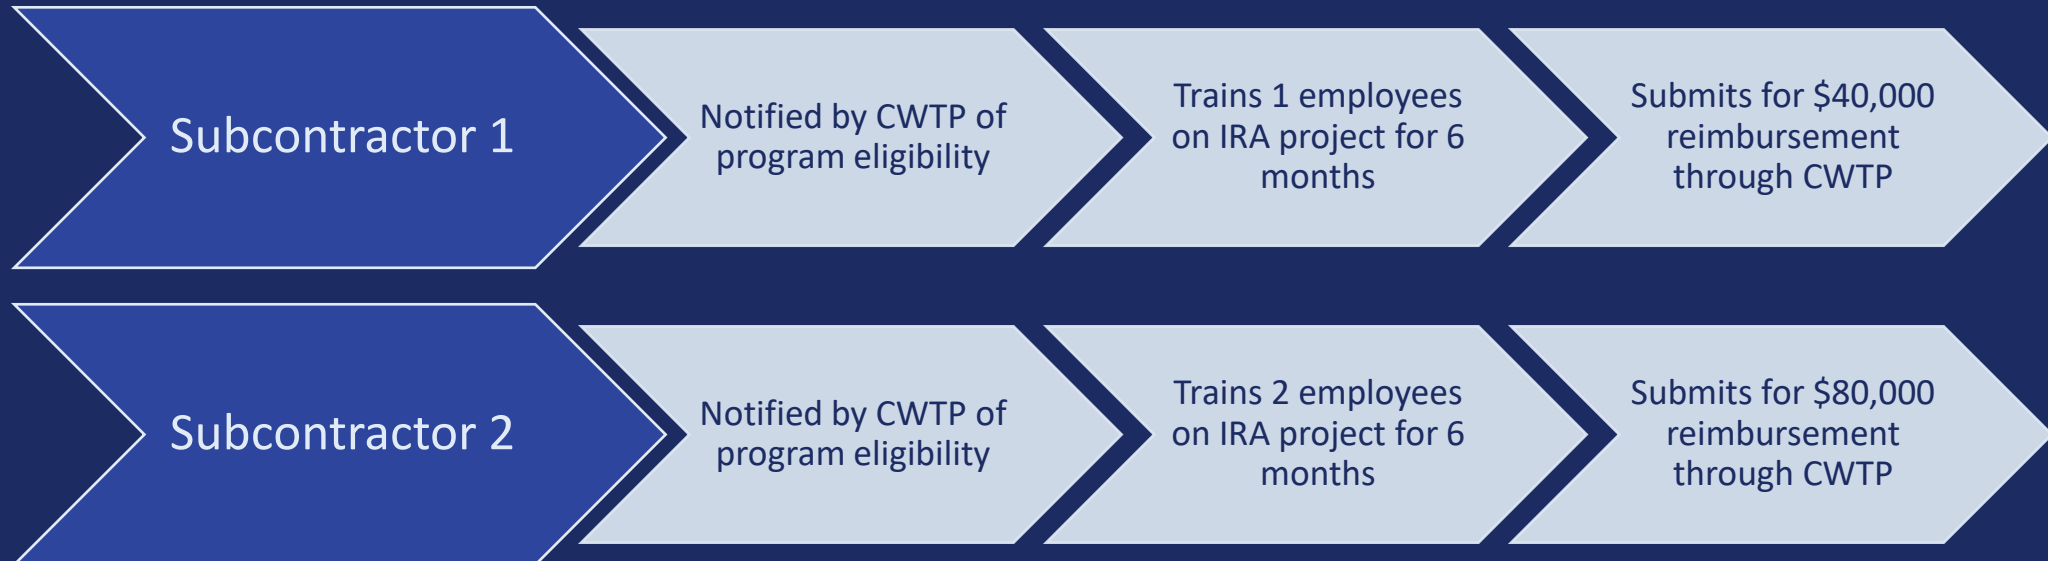 Subcontractor 1
Notified by CWTP of
program eligibility
Trains 1 employees
on IRA project for 6
months
Submits for $40,000
reimbursement
through CWTP
Subcontractor 2
Notified by CWTP of
program eligibility
Trains 2 employees
on IRA project for 6
months
Submits for $80,000
reimbursement
through CWTP